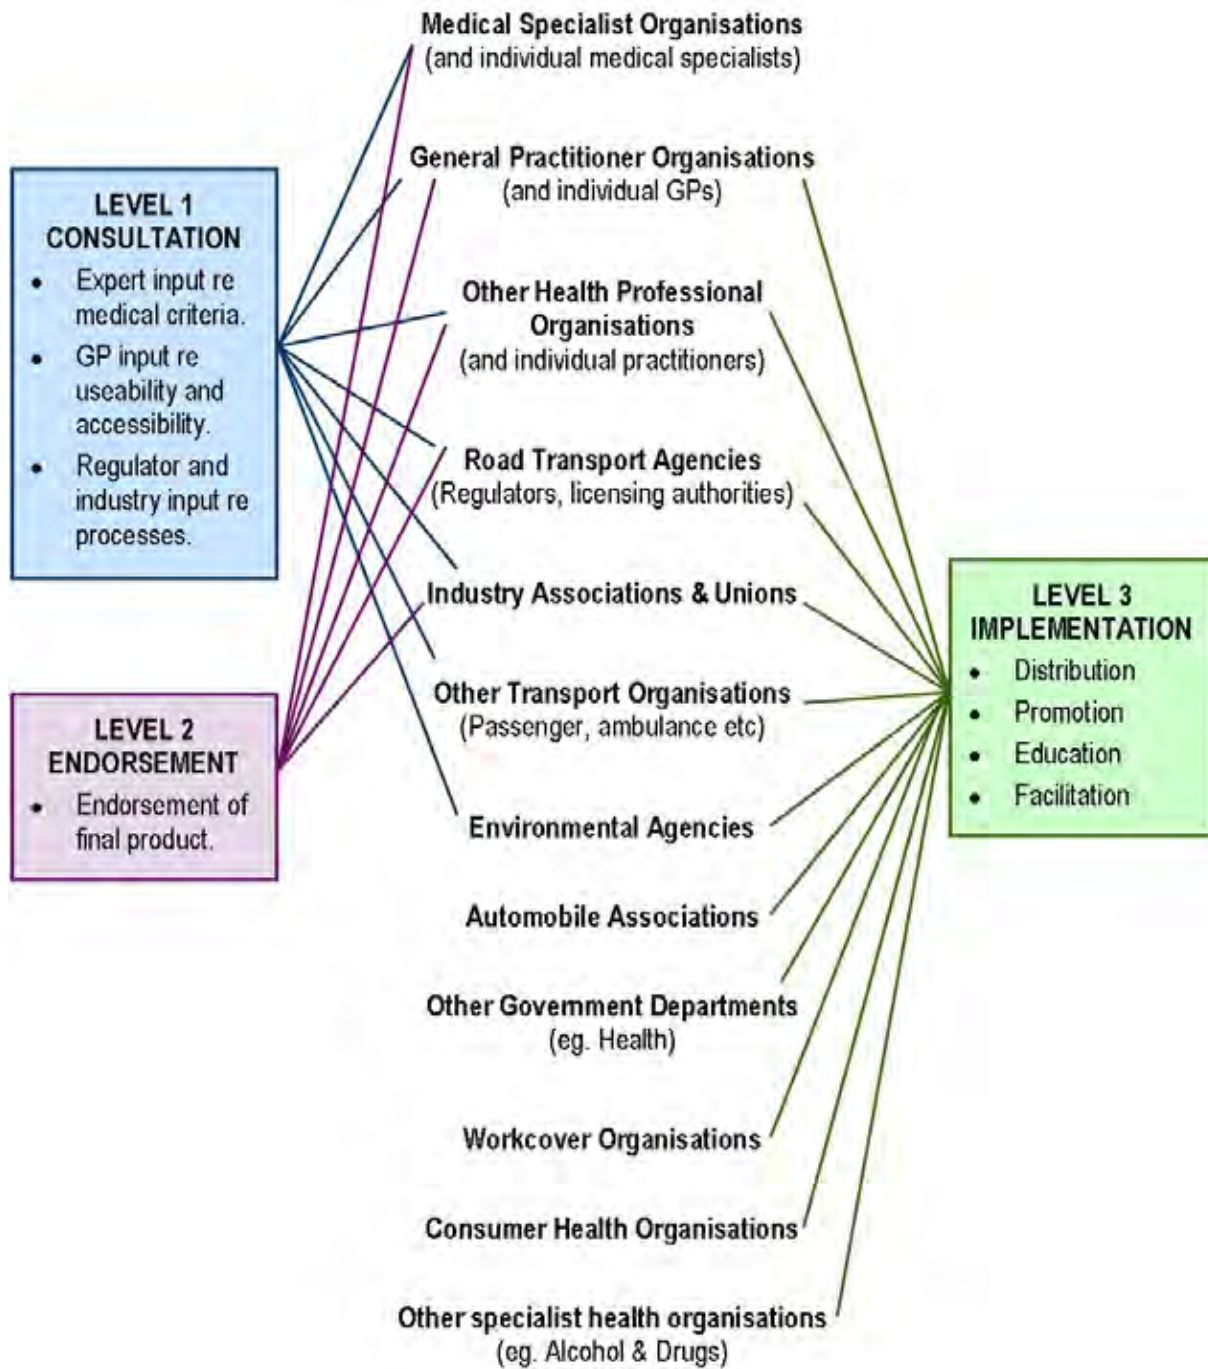 Medical Specialist Organisations
(and individual medical specialists)
General Practitioner Organisations
(and individual GPs)
LEVEL 1
CONSULTATION
• Expert input re
medical criteria.
• GP input re
useability and
accessibility.
• Regulator and
industry input re
processes.
Other Health Professional
Organisations
(and individual practitioners)
Road Transport Agencies
(Regulators, licensing authorities)
Industry Associations & Unions
LEVEL 2
ENDORSEMENT
• Endorsement of
final product.
Other Transport Organisations
(Passenger, ambulance etc)
Environmental Agencies
Automobile Associations
Other Government Departments
(eg. Health)
Workcover Organisations
Consumer Health Organisations
Other specialist health organisations
(eg. Alcohol & Drugs)
LEVEL 3
IMPLEMENTATION
• Distribution
• Promotion
• Education
• Facilitation